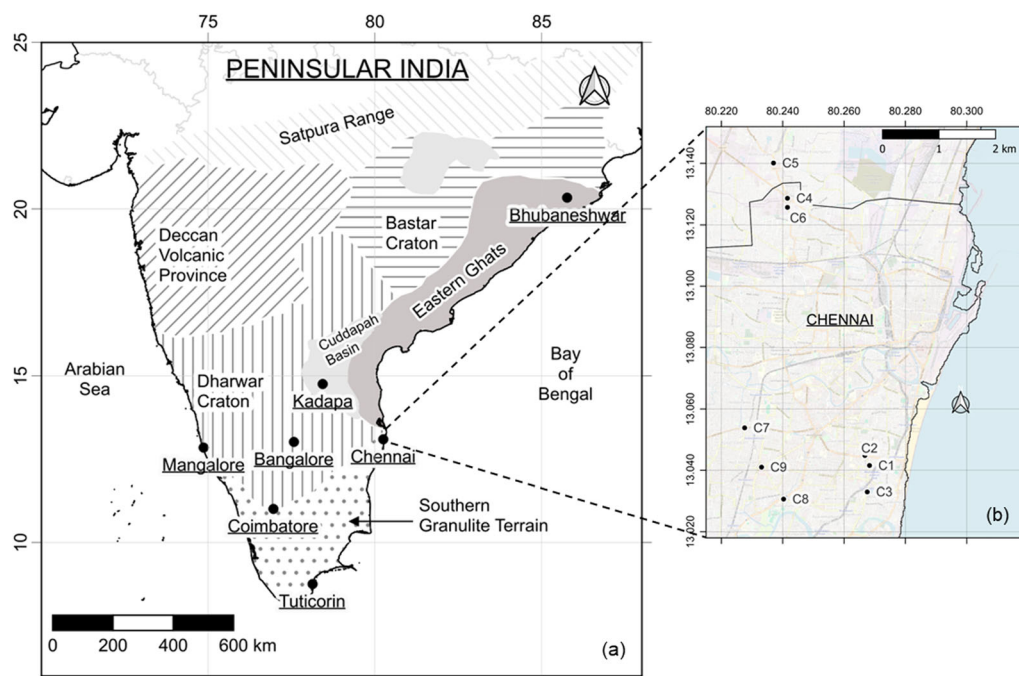 75
80
85
25
20
15
10
PENINSULAR INDIA
Satpura Range
Deccan
Volcanic
Province
Bastar
Craton
Bhubaneshwar
Eastern Ghats
Cuddapah
Basin
Arabian
Sea
Bay
of
Bengal
Dharwar
Craton
Kadapa
Mangalore
Bangalore
Chennai
Coimbatore
Southern
Granulite Terrain
Tuticorin
0 200 400 600 km
(a)
80.220 80.240 80.260 80.280 80.300
0 1 2 km
13.140
13.120
13.100
13.080
13.060
13.040
13.020
C5
C4
C6
CHENNAI
C7
C2
C9
C1
C8
C3
(b)